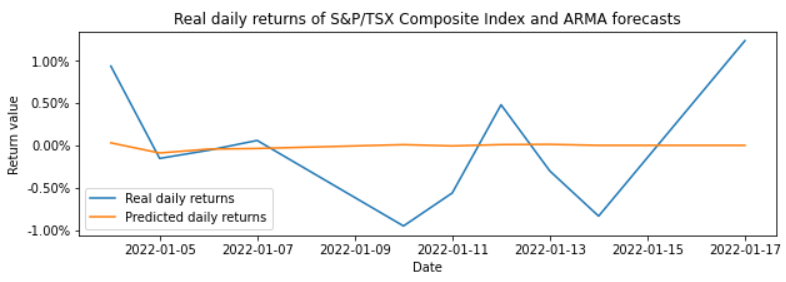 Real daily returns of S&P/TSX Composite Index and ARMA forecasts
Return value
1.00%
0.50%
0.00%
-0.50%
-1.00%
Real daily returns
Predicted daily returns
2022-01-05 2022-01-07 2022-01-09 2022-01-11 2022-01-13 2022-01-15 2022-01-17
Date